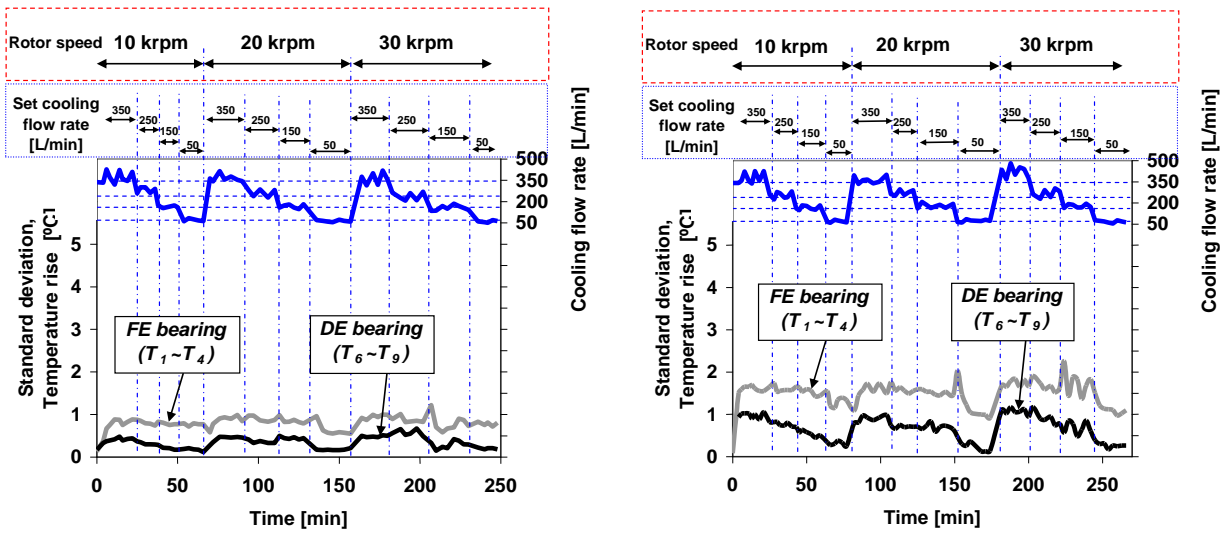 Rotor speed
10 krpm
20 krpm
30 krpm
Set cooling
flow rate
[L/min]
350
250
150
50
350
250
150
50
350
250
150
50
500
350
200
50
Cooling flow rate [L/min]
Standard deviation,
Temperature rise [ºC]
5
4
3
2
1
0
FE bearing
(T1~T4)
DE bearing
(T6~T9)
0
50
100
150
200
250
Time [min]
Rotor speed
10 krpm
20 krpm
30 krpm
Set cooling
flow rate
[L/min]
350
250
150
50
350
250
150
50
350
250
150
50
500
350
200
50
Cooling flow rate [L/min]
Standard deviation,
Temperature rise [ºC]
5
4
3
2
1
0
FE bearing
(T1~T4)
DE bearing
(T6~T9)
0
50
100
150
200
250
Time [min]